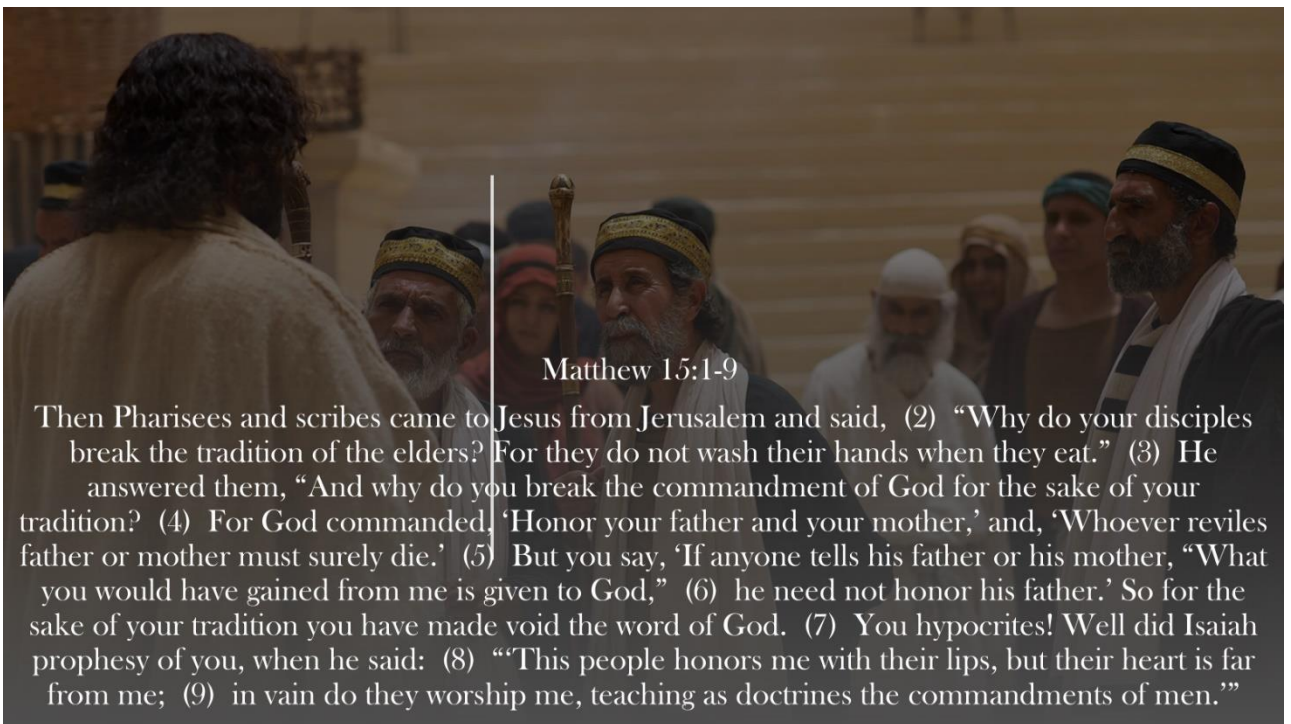 Matthew 15:1-9
Then Pharisees and scribes came to Jesus from Jerusalem and said, (2) “Why do your disciples
break the tradition of the elders? For they do not wash their hands when they eat.” (3) He
answered them, “And why do you break the commandment of God for the sake of your
tradition? (4) For God commanded, ‘Honor your father and your mother,’ and, ‘Whoever reviles
father or mother must surely die.’ (5) But you say, ‘If anyone tells his father or his mother, “What
you would have gained from me is given to God,” (6) he need not honor his father.’ So for the
sake of your tradition you have made void the word of God. (7) You hypocrites! Well did Isaiah
prophesy of you, when he said: (8) “‘This people honors me with their lips, but their heart is far
from me; (9) in vain do they worship me, teaching as doctrines the commandments of men.’”